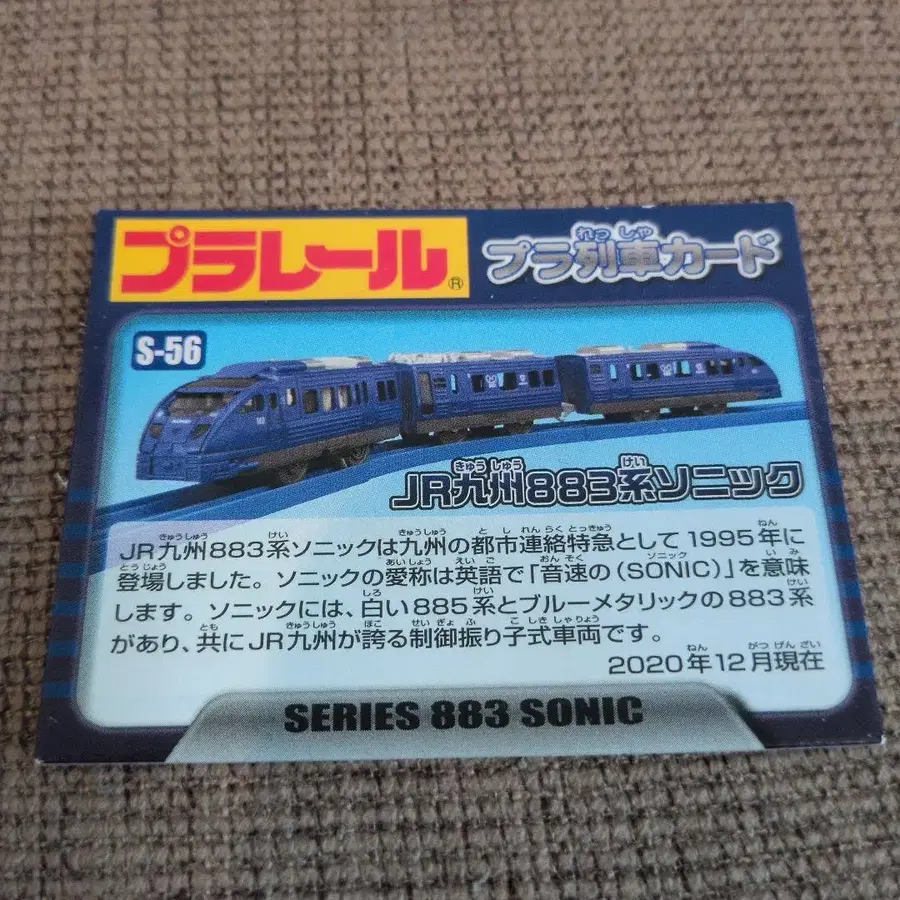 プラレール®
プラ列車カード
S-56
JR九州883系ソニック
JR九州883系ソニックは九州の都市連絡特急として1995年に
登場しました。ソニックの愛称は英語で「音速の(SONIC)」を意味
します。ソニックには、白い885系とブルーメタリックの883系
があり、共にJR九州が誇る制御振り子式車両です。
2020年12月現在
SERIES 883 SONIC